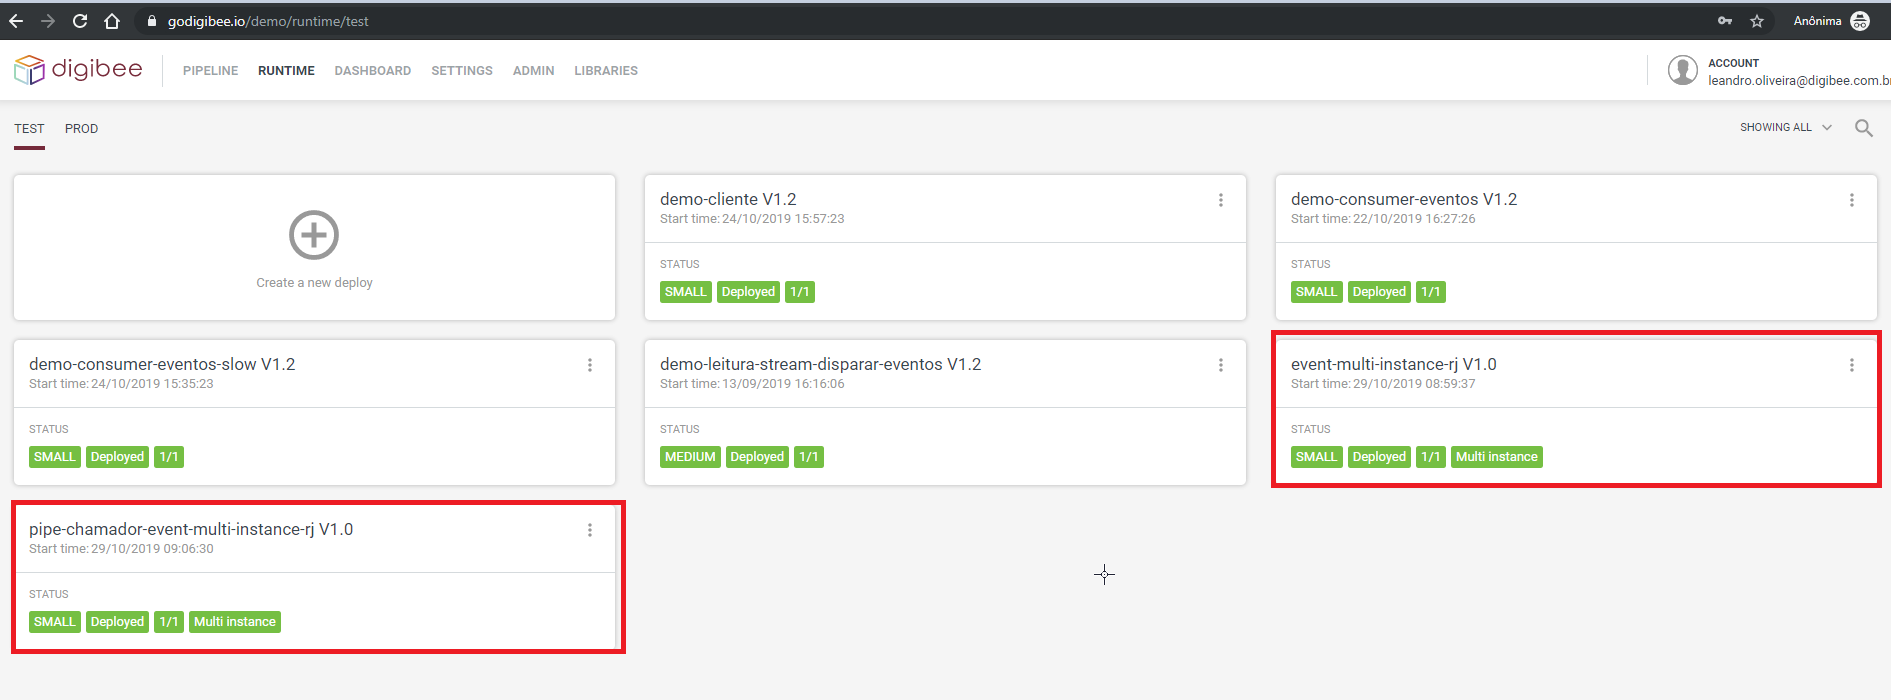 godigibee.io/demo/runtime/test
Anônima
digibee
PIPELINE RUNTIME DASHBOARD SETTINGS ADMIN LIBRARIES
ACCOUNT
leandro.oliveira@digibee.com.br
TEST PROD
SHOWING ALL
Create a new deploy
demo-cliente V1.2
Start time: 24/10/2019 15:57:23
STATUS
SMALL Deployed 1/1
demo-consumer-eventos V1.2
Start time: 22/10/2019 16:27:26
STATUS
SMALL Deployed 1/1
demo-consumer-eventos-slow V1.2
Start time: 24/10/2019 15:35:23
STATUS
SMALL Deployed 1/1
demo-leitura-stream-disparar-eventos V1.2
Start time: 13/09/2019 16:16:06
STATUS
MEDIUM Deployed 1/1
event-multi-instance-rj V1.0
Start time: 29/10/2019 08:59:37
STATUS
SMALL Deployed 1/1 Multi instance
pipe-chamador-event-multi-instance-rj V1.0
Start time: 29/10/2019 09:06:30
STATUS
SMALL Deployed 1/1 Multi instance